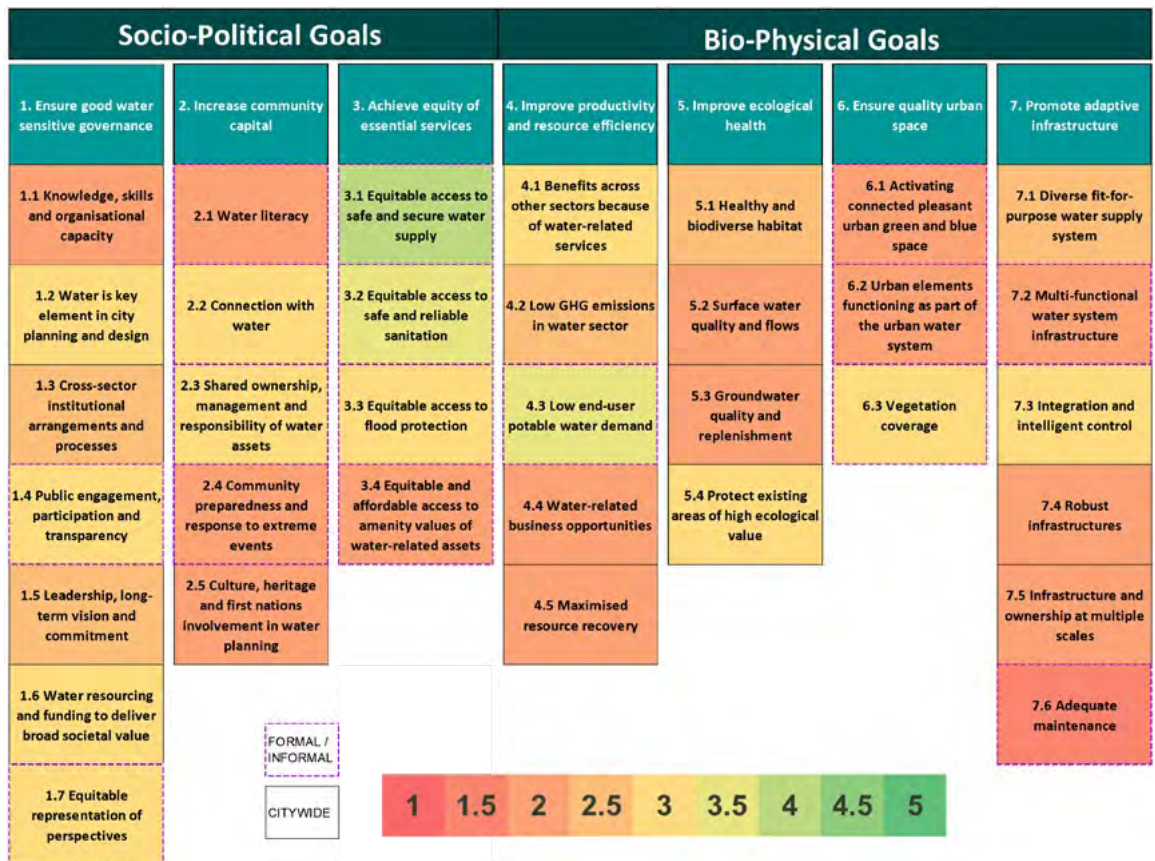 Socio-Political Goals
Bio-Physical Goals
1. Ensure good water
sensitive governance
2. Increase community
capital
3. Achieve equity of
essential services
4. Improve productivity
and resource efficiency
5. Improve ecological
health
6. Ensure quality urban
space
7. Promote adaptive
infrastructure
1.1 Knowledge, skills
and organisational
capacity
1.2 Water is key
element in city
planning and design
1.3 Cross-sector
institutional
arrangements and
processes
1.4 Public engagement,
participation and
transparency
1.5 Leadership, long-
term vision and
commitment
1.6 Water resourcing
and funding to deliver
broad societal value
1.7 Equitable
representation of
perspectives
2.1 Water literacy
2.2 Connection with
water
2.3 Shared ownership,
management and
responsibility of water
assets
2.4 Community
preparedness and
response to extreme
events
2.5 Culture, heritage
and first nations
involvement in water
planning
3.1 Equitable access to
safe and secure water
supply
3.2 Equitable access to
safe and reliable
sanitation
3.3 Equitable access to
flood protection
3.4 Equitable and
affordable access to
amenity values of
water-related assets
4.1 Benefits across
other sectors because
of water-related
services
4.2 Low GHG emissions
in water sector
4.3 Low end-user
potable water demand
4.4 Water-related
business opportunities
4.5 Maximised
resource recovery
5.1 Healthy and
biodiverse habitat
5.2 Surface water
quality and flows
5.3 Groundwater
quality and
replenishment
5.4 Protect existing
areas of high ecological
value
6.1 Activating
connected pleasant
urban green and blue
space
6.2 Urban elements
functioning as part of
the urban water
system
6.3 Vegetation
coverage
7.1 Diverse fit-for-
purpose water supply
system
7.2 Multi-functional
water system
infrastructure
7.3 Integration and
intelligent control
7.4 Robust
infrastructures
7.5 Infrastructure and
ownership at multiple
scales
7.6 Adequate
maintenance
FORMAL /
INFORMAL
CITYWIDE
1 1.5 2 2.5 3 3.5 4 4.5 5